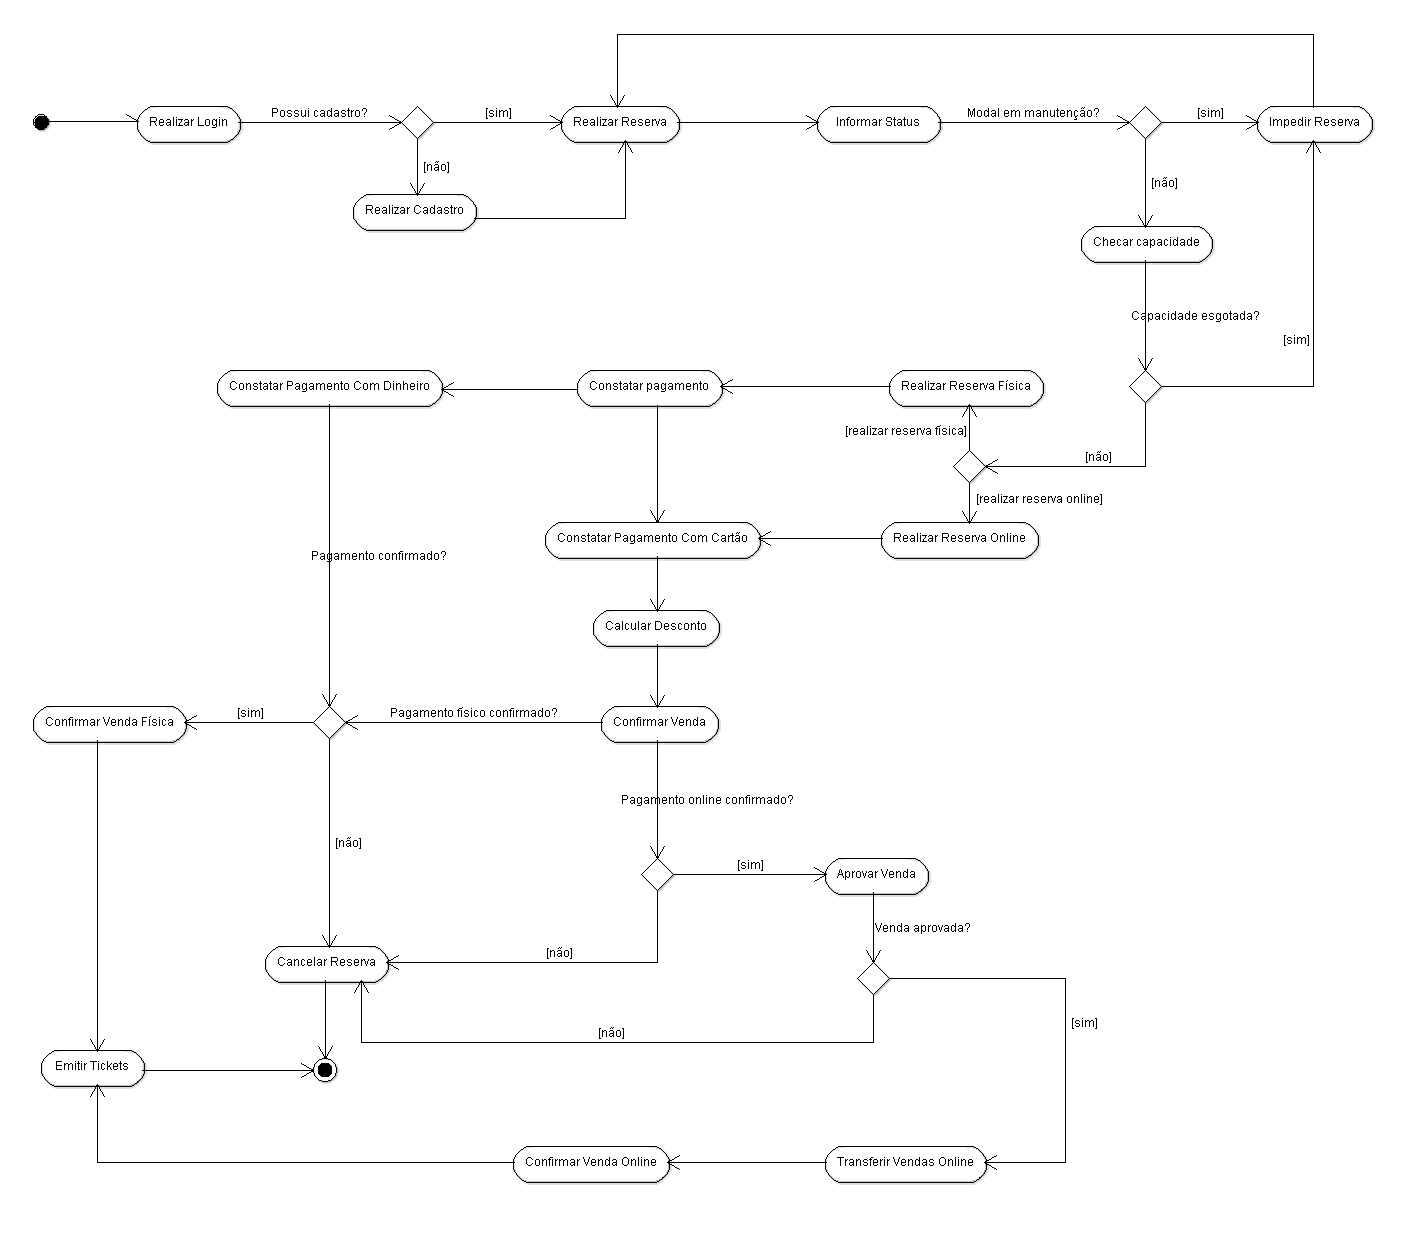 Realizar Login
Possui cadastro?
[sim]
Realizar Reserva
Informar Status
Modal em manutenção?
[sim]
Impedir Reserva
[não]
Realizar Cadastro
[não]
Checar capacidade
Capacidade esgotada?
[sim]
Constatar Pagamento Com Dinheiro
Constatar pagamento
Realizar Reserva Física
[realizar reserva física]
[não]
[realizar reserva online]
Constatar Pagamento Com Cartão
Realizar Reserva Online
Pagamento confirmado?
Calcular Desconto
Confirmar Venda Física
[sim]
Pagamento físico confirmado?
Confirmar Venda
Pagamento online confirmado?
[não]
[sim]
Aprovar Venda
Venda aprovada?
Cancelar Reserva
[não]
[não]
[sim]
Emitir Tickets
Confirmar Venda Online
Transferir Vendas Online